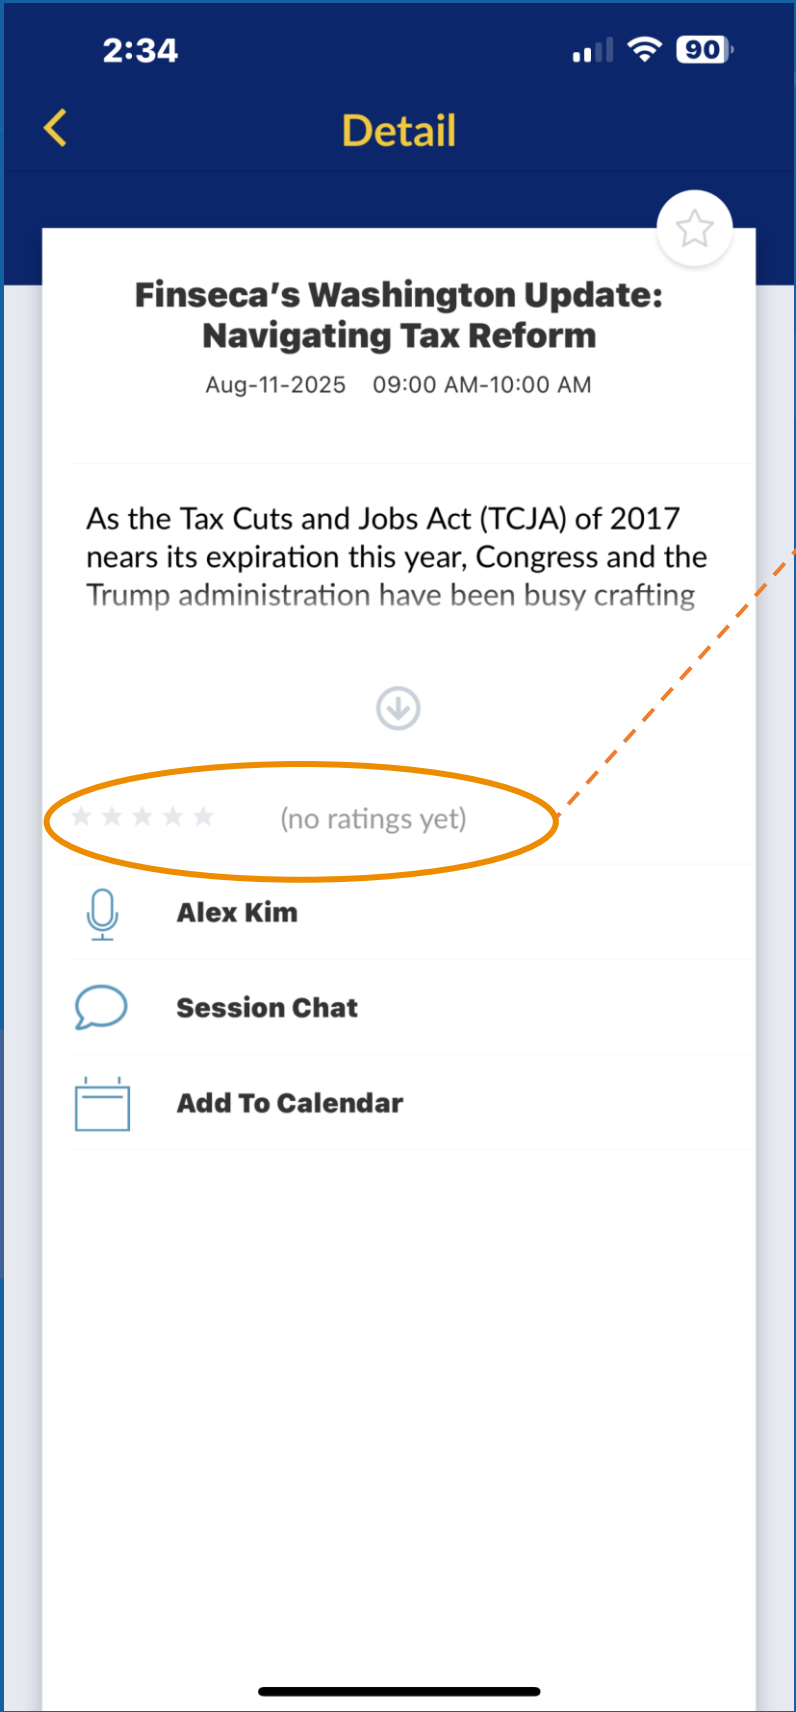 2:34
90
Detail
Finseca's Washington Update:
Navigating Tax Reform
Aug-11-2025 09:00 AM-10:00 AM
As the Tax Cuts and Jobs Act (TCJA) of 2017
nears its expiration this year, Congress and the
Trump administration have been busy crafting
(no ratings yet)
Alex Kim
Session Chat
Add To Calendar